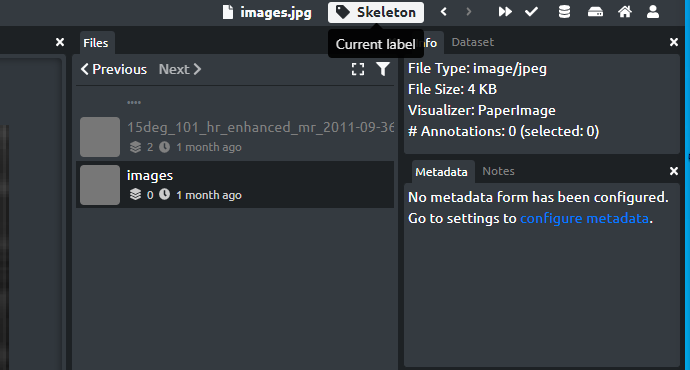 images.jpg Skeleton
Current label
Files
Info Dataset
Previous Next
File Type: image/jpeg
File Size: 4 KB
Visualizer: PaperImage
# Annotations: 0 (selected: 0)
....
15deg_101_hr_enhanced_mr_2011-09-36
2 1 month ago
images
0 1 month ago
Metadata Notes
No metadata form has been configured.
Go to settings to configure metadata.